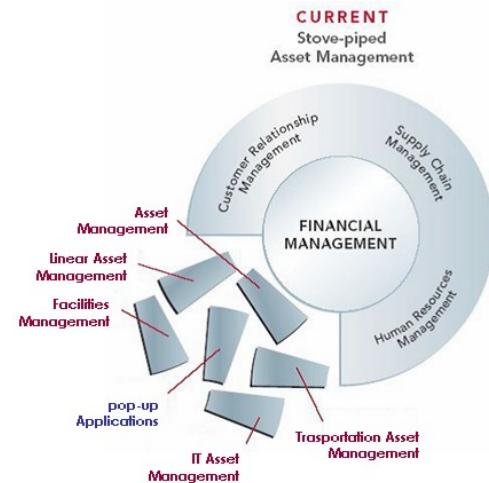 CURRENT
Stove-piped
Asset Management
Customer Relationship
Management
Supply Chain
Management
FINANCIAL
MANAGEMENT
Human Resources
Management
Asset
Management
Linear Asset
Management
Facilities
Management
pop-up
Applications
IT Asset
Management
Trasportation Asset
Management